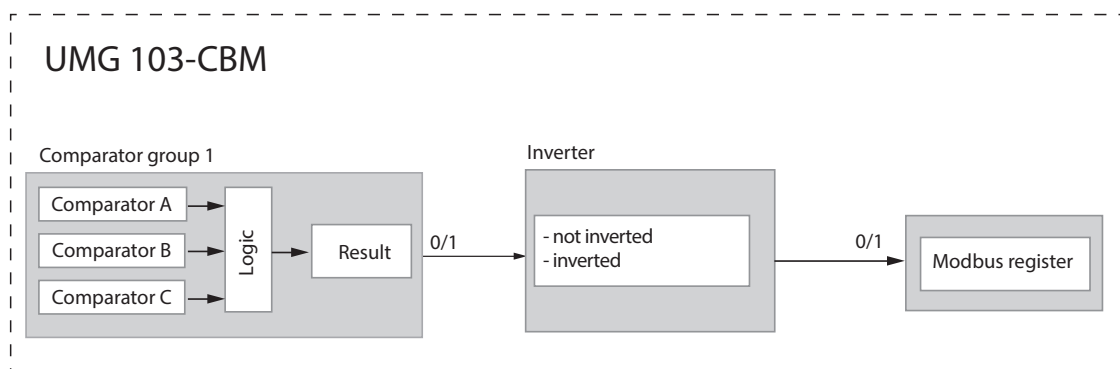 UMG 103-CBM
Comparator group 1
Comparator A
Comparator B
Comparator C
Logic
Result
0/1
Inverter
- not inverted
- inverted
0/1
Modbus register